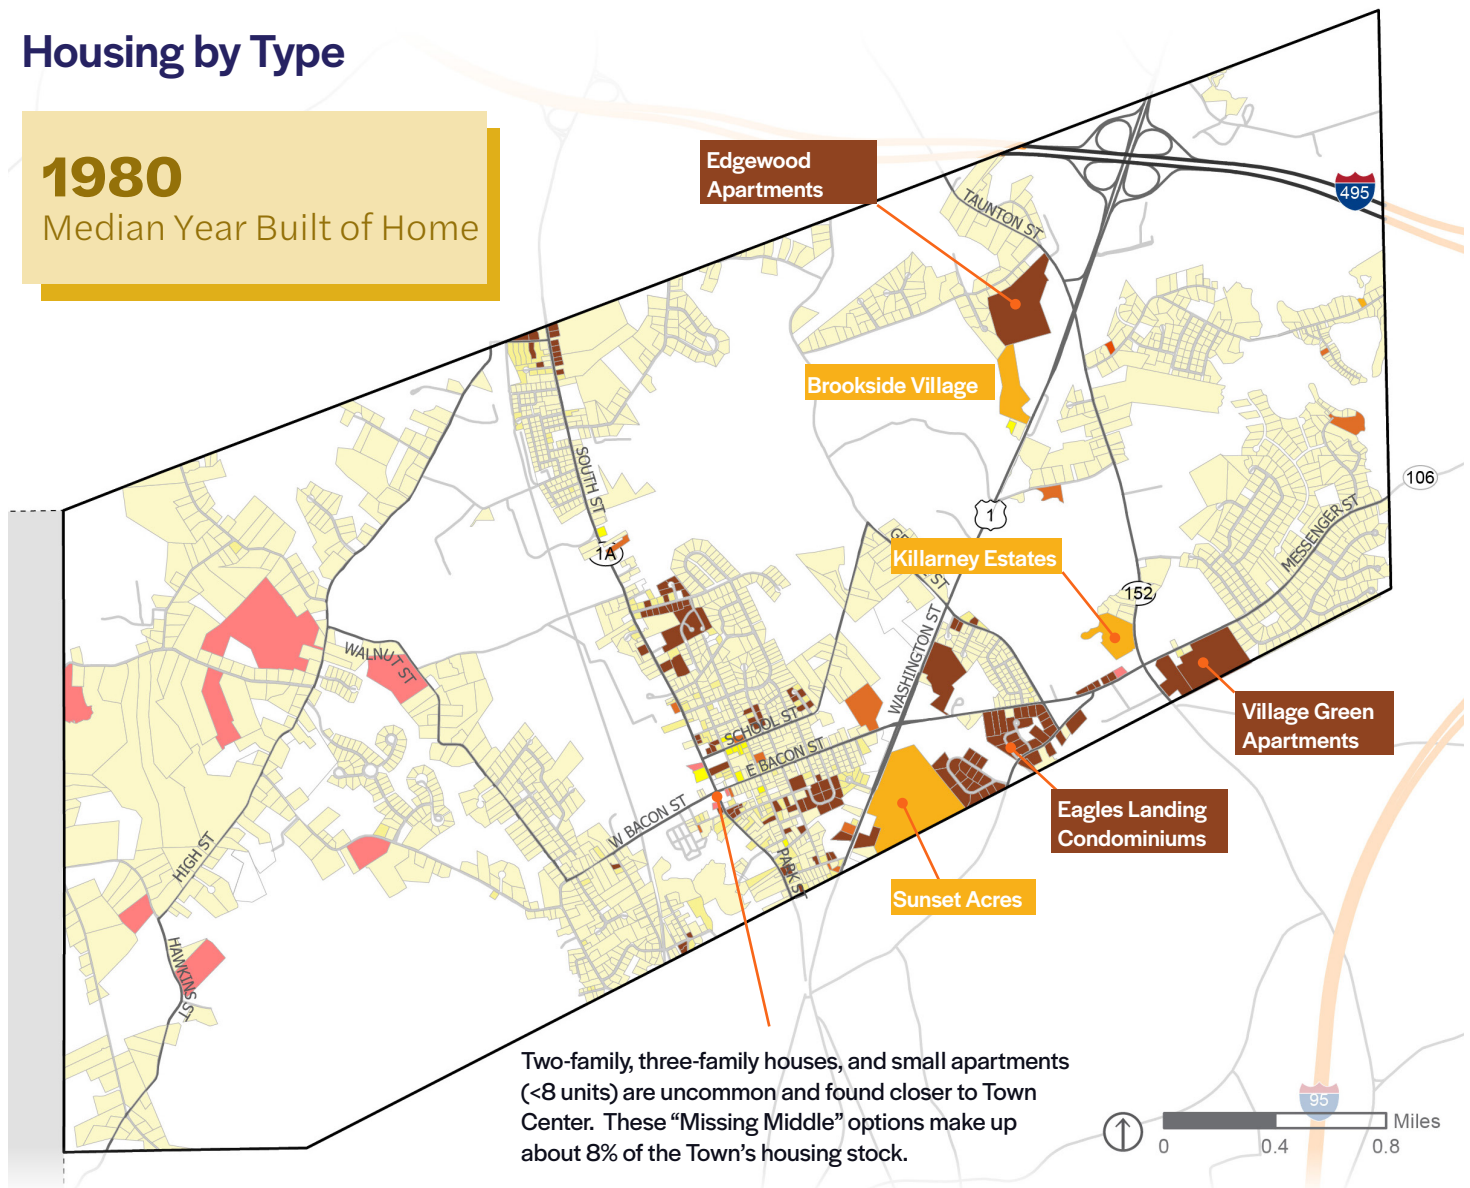 Housing by Type
1980
Median Year Built of Home
Edgewood
Apartments
TAUNTON ST
495
Brookside Village
SOUTH ST
1A
1
106
MESSENGER ST
Killarney Estates
152
WALNUT ST
WASHINGTON ST
SCHOOL ST
E BACON ST
W BACON ST
Village Green
Apartments
Eagles Landing
Condominiums
HIGH ST
PARK ST
Sunset Acres
HAWKINS ST
Two-family, three-family houses, and small apartments
(<8 units) are uncommon and found closer to Town
Center. These “Missing Middle” options make up
about 8% of the Town’s housing stock.
95
Miles
0 0.4 0.8